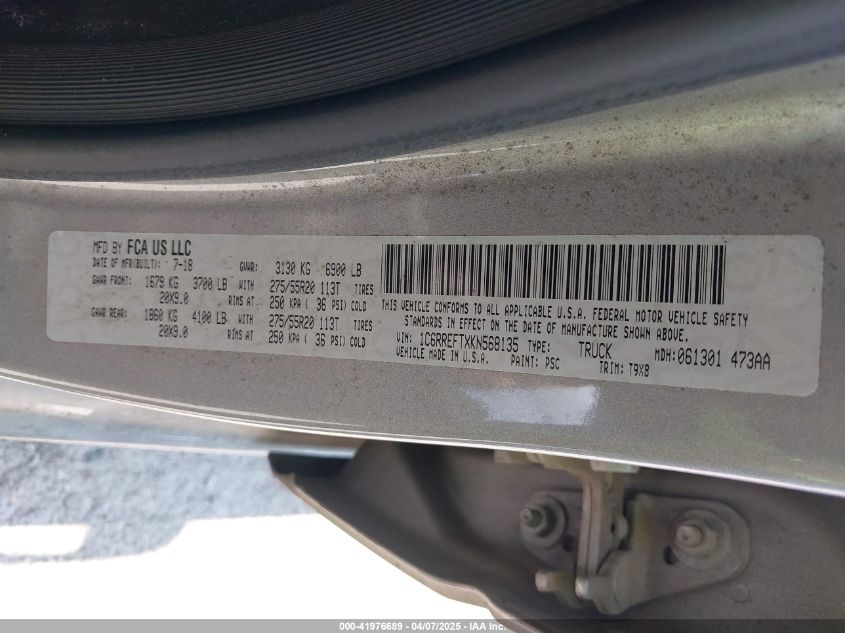 MFD BY FCA US LLC
DATE OF MFR(BUILT): 7-18 GVWR: 3130 KG 6900 LB
GAWR FRONT: 1679 KG 3700 LB WITH 275/55R20 113T TIRES
20X9.0 RIMS AT 250 KPA ( 36 PSI) COLD
GAWR REAR: 1860 KG 4100 LB WITH 275/55R20 113T TIRES
20X9.0 RIMS AT 250 KPA ( 36 PSI) COLD
THIS VEHICLE CONFORMS TO ALL APPLICABLE U.S.A. FEDERAL MOTOR VEHICLE SAFETY
STANDARDS IN EFFECT ON THE DATE OF MANUFACTURE SHOWN ABOVE.
VIN: 1C6RREFTXKN568135 TYPE: TRUCK MDH:061301 473AA
VEHICLE MADE IN U.S.A. PAINT: PSC TRIM: T9X8
000-41976689 - 04/07/2025 - IAA Inc.